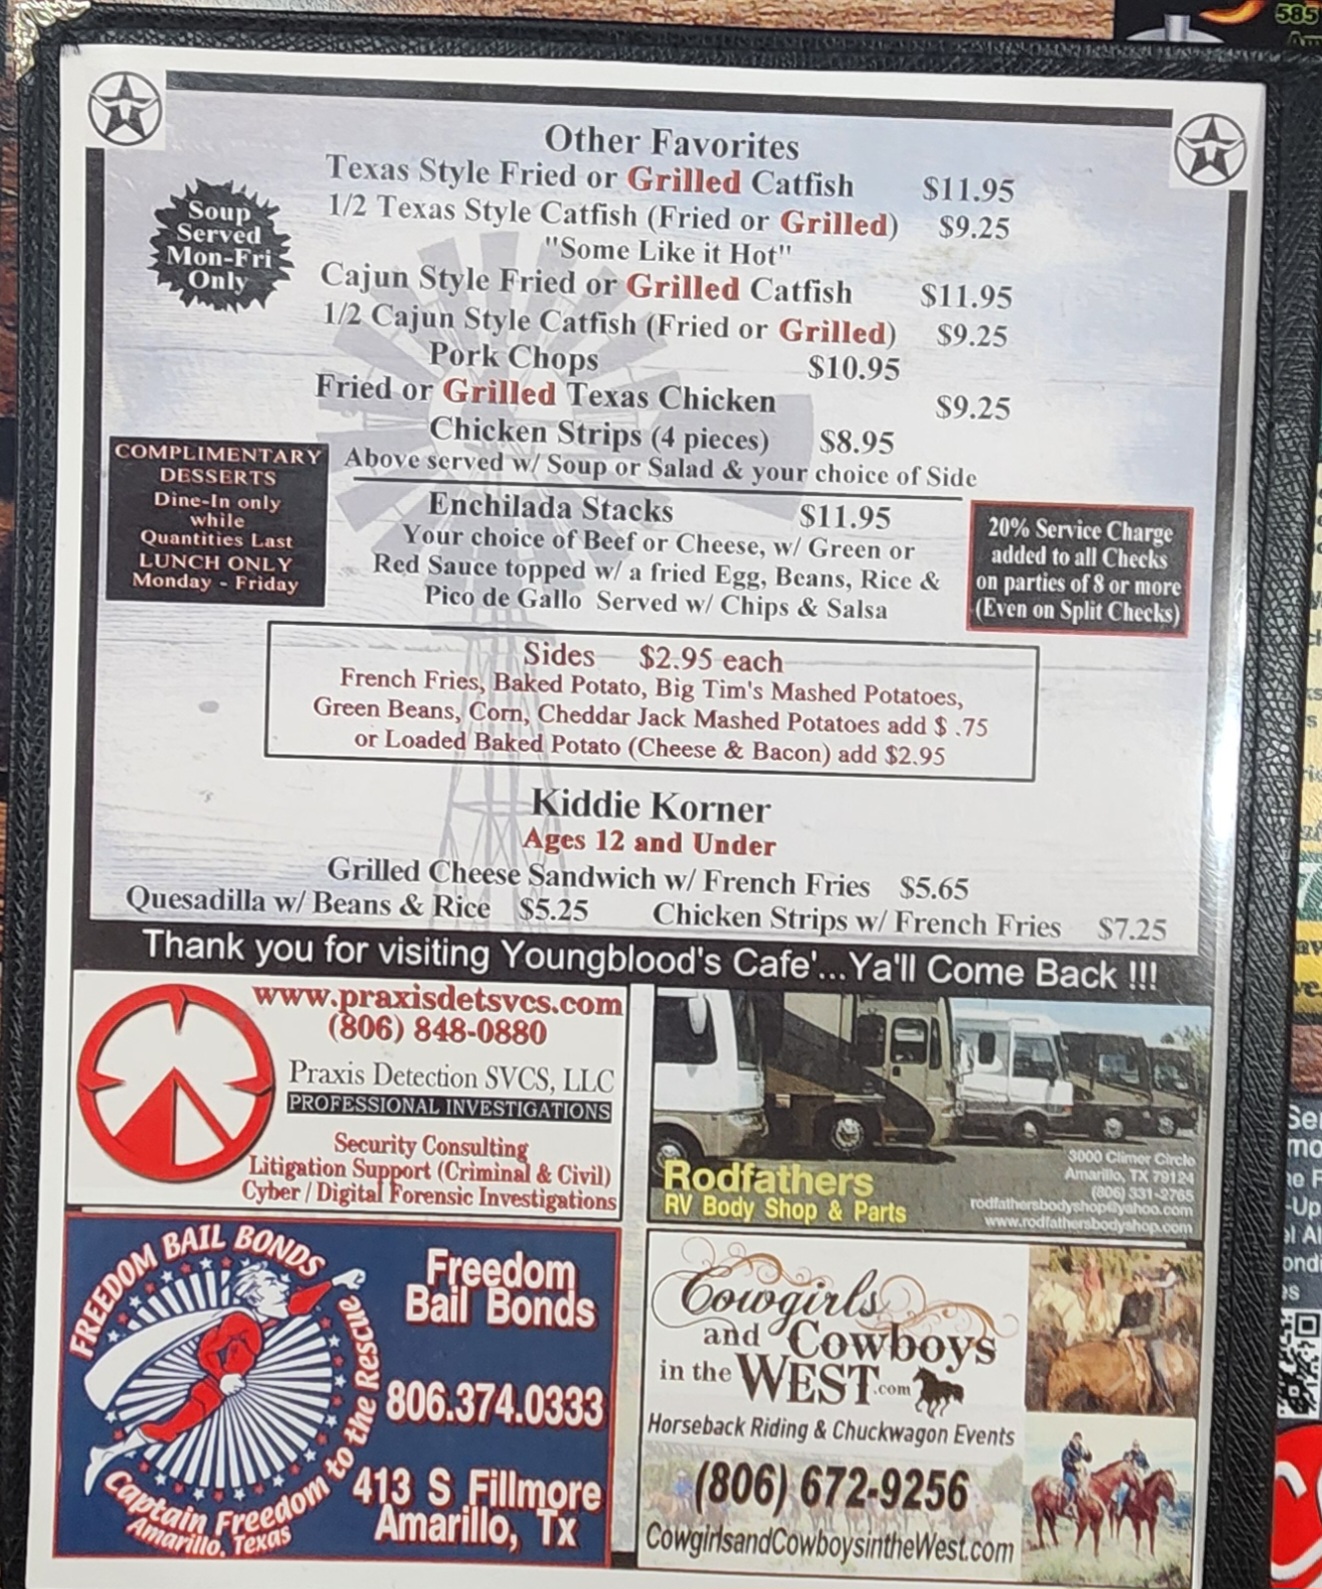 585
Other Favorites
Texas Style Fried or Grilled Catfish $11.95
1/2 Texas Style Catfish (Fried or Grilled) $9.25
"Some Like it Hot"
Cajun Style Fried or Grilled Catfish $11.95
1/2 Cajun Style Catfish (Fried or Grilled) $9.25
Pork Chops $10.95
Fried or Grilled Texas Chicken $9.25
Chicken Strips (4 pieces) $8.95
Above served w/ Soup or Salad & your choice of Side
Soup
Served
Mon-Fri
Only
COMPLIMENTARY
DESSERTS
Dine-In only
while
Quantities Last
LUNCH ONLY
Monday - Friday
Enchilada Stacks $11.95
Your choice of Beef or Cheese, w/ Green or
Red Sauce topped w/ a fried Egg, Beans, Rice &
Pico de Gallo Served w/ Chips & Salsa
20% Service Charge
added to all Checks
on parties of 8 or more
(Even on Split Checks)
Sides $2.95 each
French Fries, Baked Potato, Big Tim's Mashed Potatoes,
Green Beans, Corn, Cheddar Jack Mashed Potatoes add $ .75
or Loaded Baked Potato (Cheese & Bacon) add $2.95
Kiddie Korner
Ages 12 and Under
Grilled Cheese Sandwich w/ French Fries $5.65
Quesadilla w/ Beans & Rice $5.25 Chicken Strips w/ French Fries $7.25
Thank you for visiting Youngblood's Cafe'...Ya'll Come Back !!!
www.praxisdetsvcs.com
(806) 848-0880
Praxis Detection SVCS, LLC
PROFESSIONAL INVESTIGATIONS
Security Consulting
Litigation Support (Criminal & Civil)
Cyber / Digital Forensic Investigations
Rodfathers
RV Body Shop & Parts
3000 Climer Circle
Amarillo, TX 79124
(806) 331-2765
rodfathersbodyshop@yahoo.com
www.rodfathersbodyshop.com
FREEDOM BAIL BONDS
Captain Freedom to the Rescue
Amarillo, Texas
Freedom
Bail Bonds
806.374.0333
413 S Fillmore
Amarillo, Tx
Cowgirls
and Cowboys
in the WEST.com
Horseback Riding & Chuckwagon Events
(806) 672-9256
CowgirlsandCowboysintheWest.com